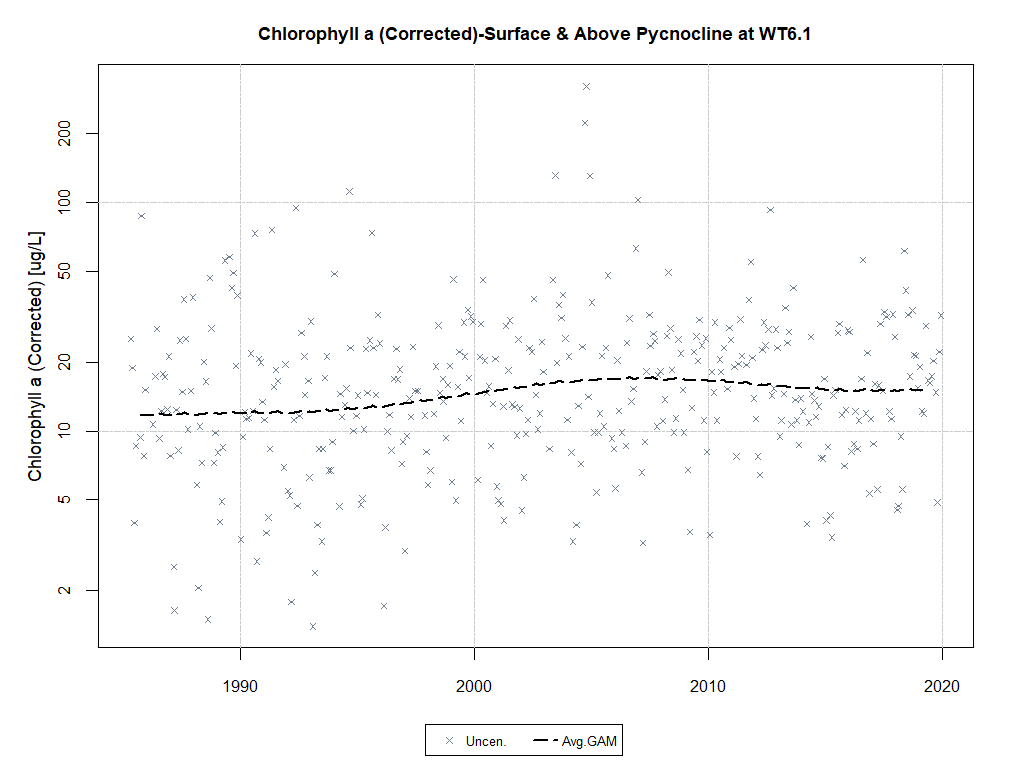 Chlorophyll a (Corrected)-Surface & Above Pycnocline at WT6.1
Chlorophyll a (Corrected) [ug/L]
200
100
50
20
10
5
2
1990 2000 2010 2020
Uncen. Avg.GAM